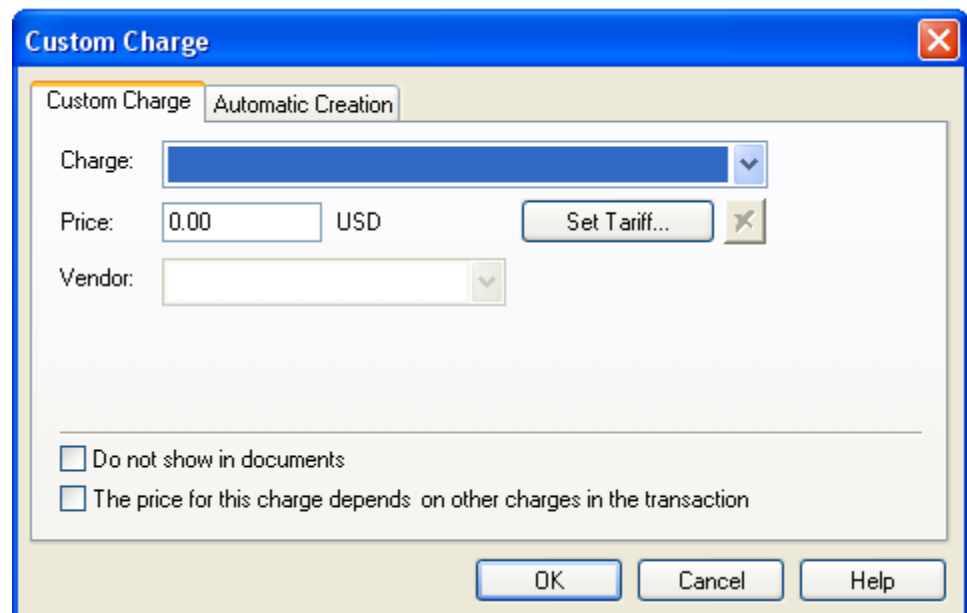 Custom Charge
Custom Charge Automatic Creation
Charge:
Price: 0.00 USD Set Tariff...
Vendor:
Do not show in documents
The price for this charge depends on other charges in the transaction
OK Cancel Help